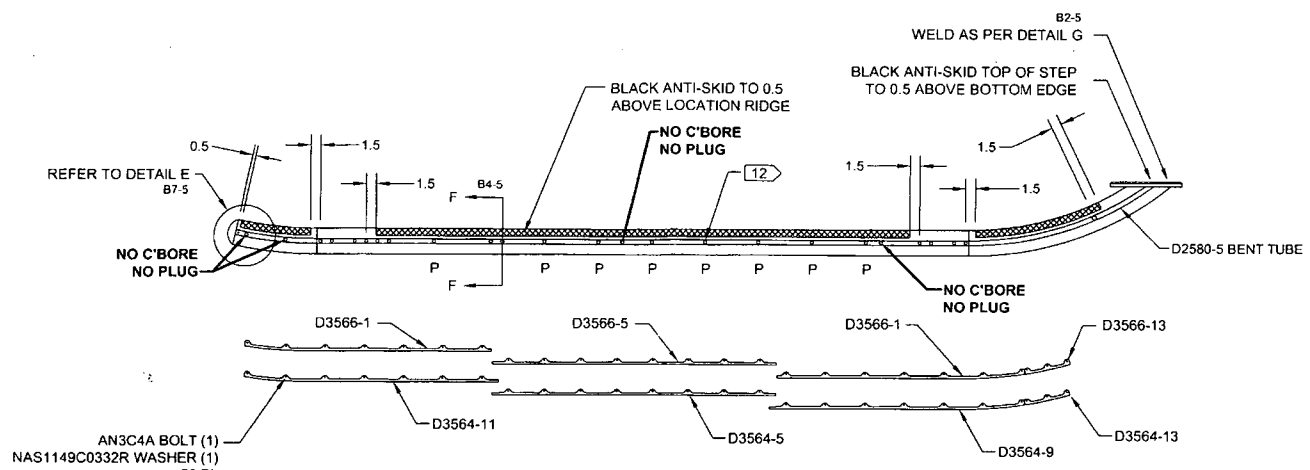 B2-5
WELD AS PER DETAIL G
BLACK ANTI-SKID TOP OF STEP
TO 0.5 ABOVE BOTTOM EDGE
BLACK ANTI-SKID TO 0.5
ABOVE LOCATION RIDGE
NO C'BORE
NO PLUG
0.5
1.5
1.5
REFER TO DETAIL E
B7-5
1.5
F
B4-5
12
1.5
1.5
NO C'BORE
NO PLUG
D2580-5 BENT TUBE
P P P P P P P P
F
NO C'BORE
NO PLUG
D3566-1
D3566-5
D3566-1
D3566-13
D3564-11
D3564-5
D3564-9
D3564-13
AN3C4A BOLT (1)
NAS1149C0332R WASHER (1)